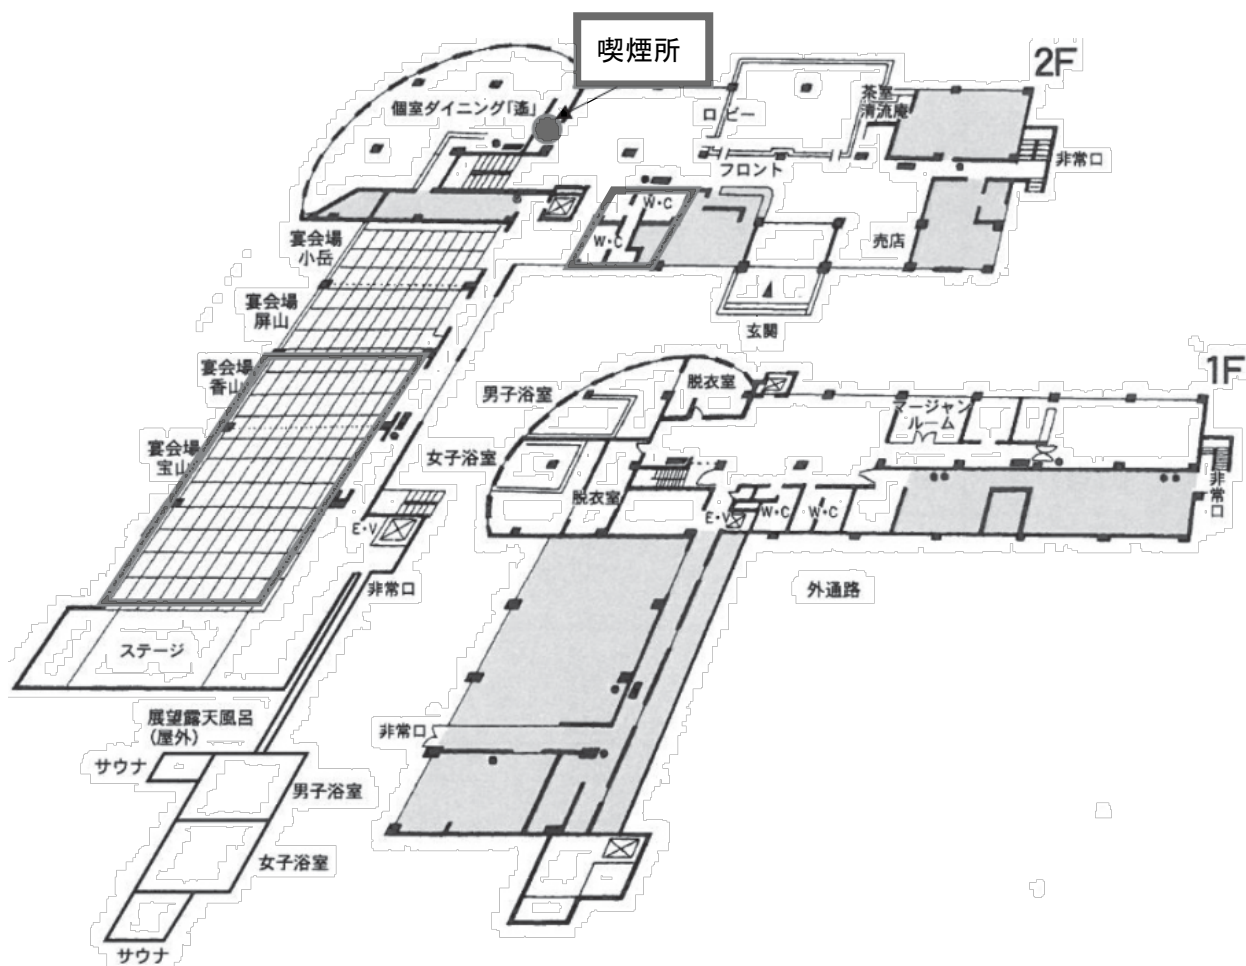 喫煙所
2F
個室ダイニング「遙」
ロビー
茶室
清流庵
非常口
フロント
W・C
W・C
売店
宴会場
小岳
玄関
宴会場
屏山
宴会場
香山
宴会場
宝山
E・V
非常口
ステージ
展望露天風呂
(屋外)
サウナ
男子浴室
女子浴室
サウナ
1F
脱衣室
男子浴室
マージャン
ルーム
女子浴室
脱衣室
E・V
W・C
W・C
非常口
外通路
非常口